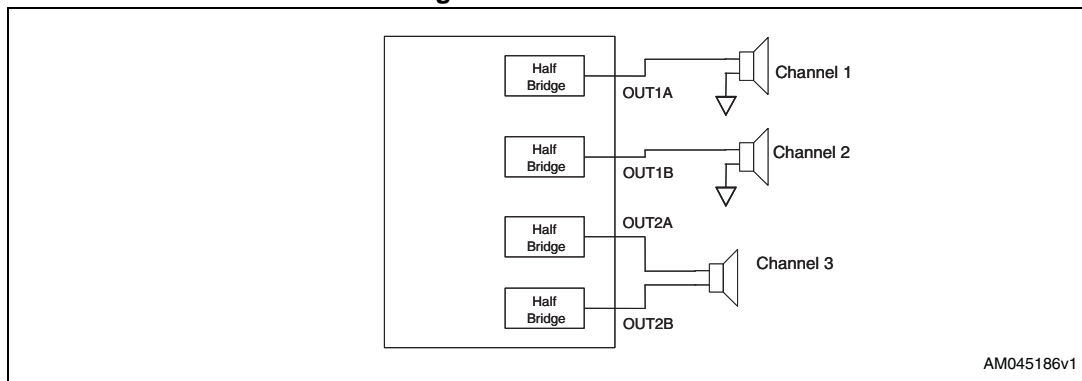 Half
Bridge
OUT1A
Channel 1
Half
Bridge
OUT1B
Channel 2
OUT2A
Half
Bridge
Channel 3
Half
Bridge
OUT2B
AM045186v1